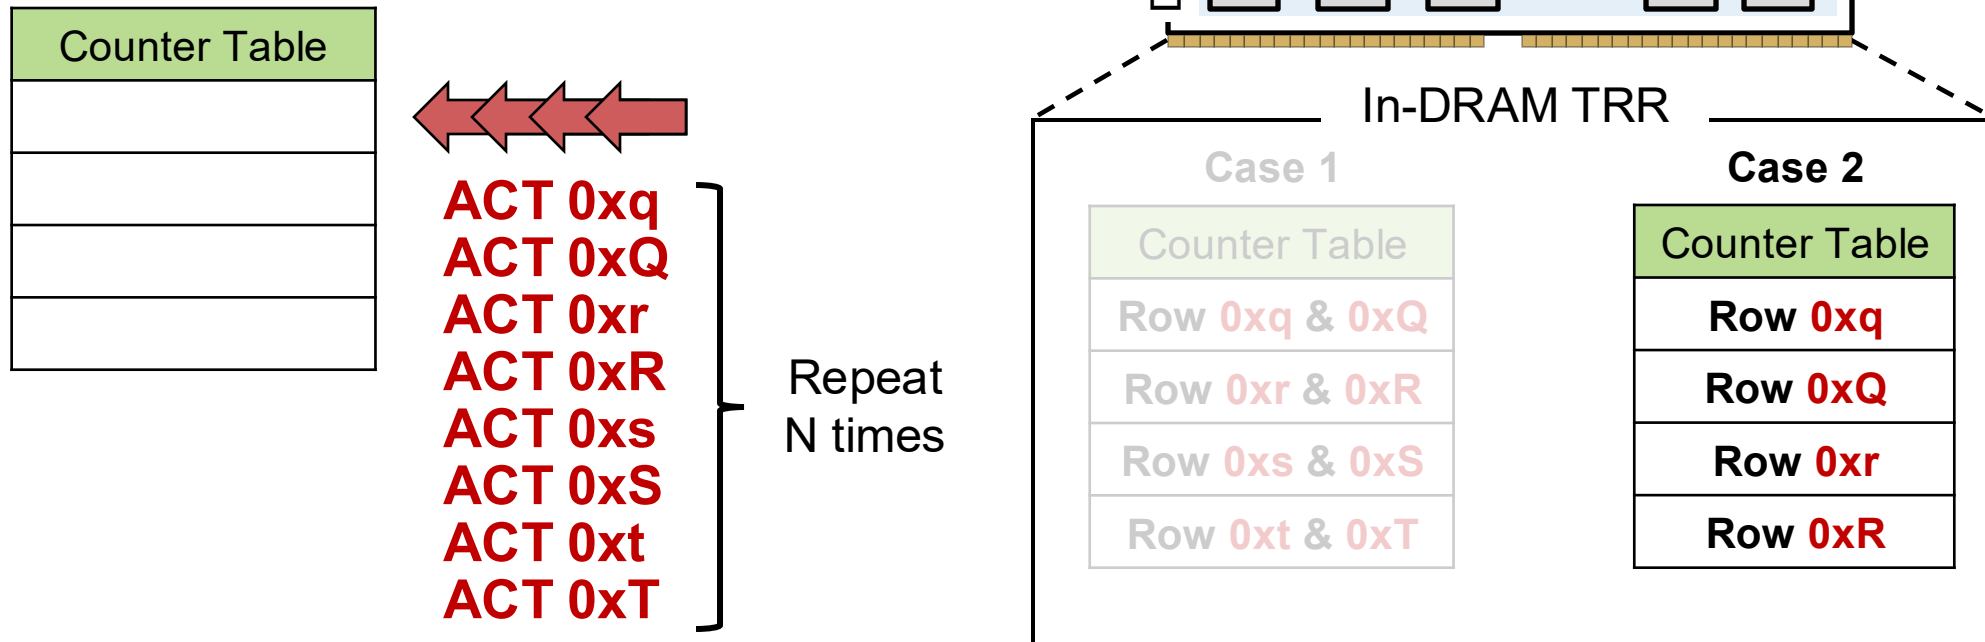 Counter Table
ACT 0xq
ACT 0xQ
ACT 0xr
ACT 0xR
ACT 0xs
ACT 0xS
ACT 0xt
ACT 0xT
Repeat
N times
In-DRAM TRR
Case 1
Counter Table
Row 0xq & 0xQ
Row 0xr & 0xR
Row 0xs & 0xS
Row 0xt & 0xT
Case 2
Counter Table
Row 0xq
Row 0xQ
Row 0xr
Row 0xR